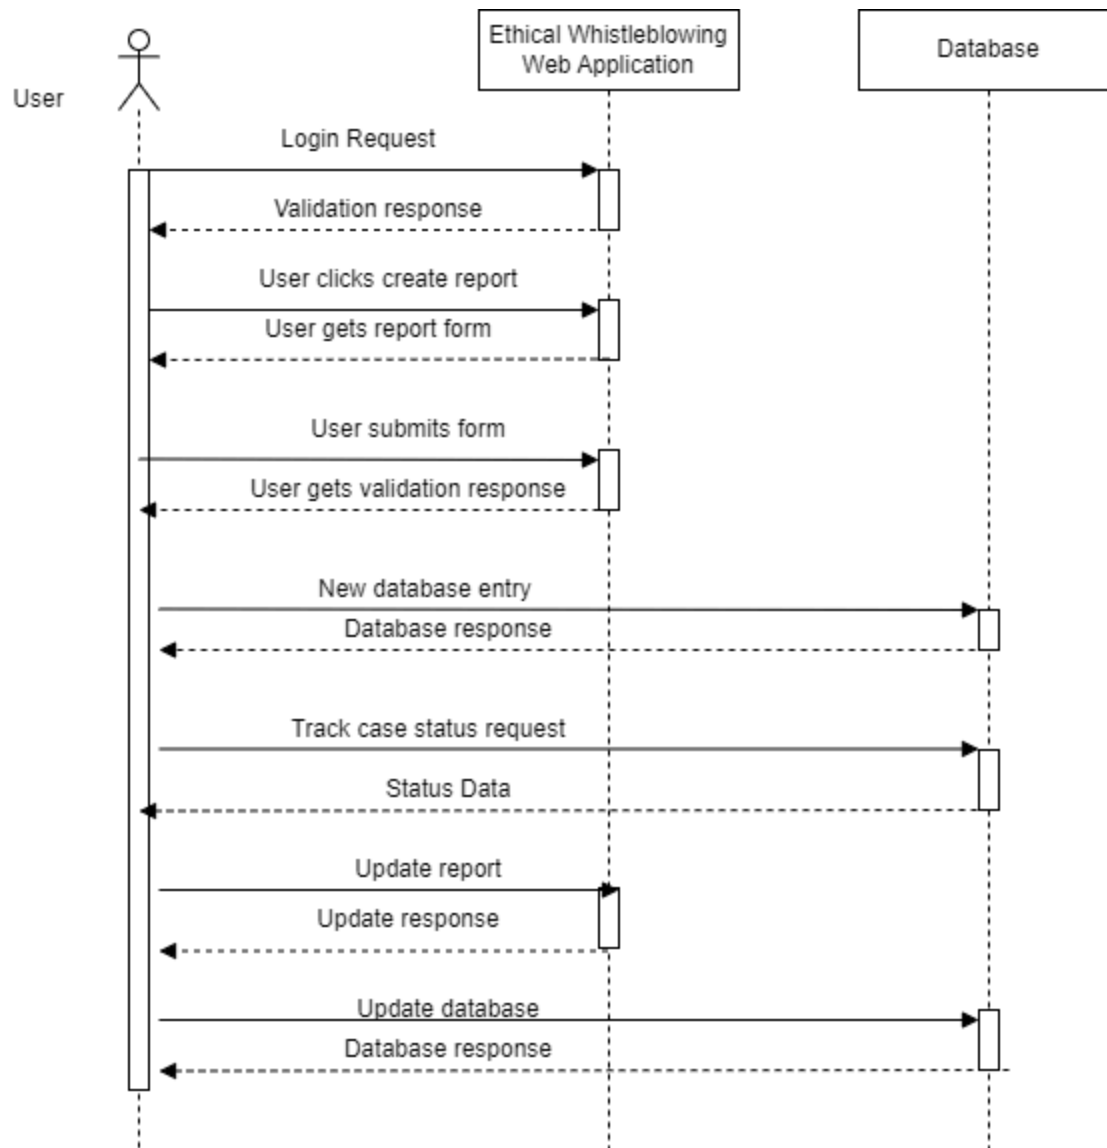 Ethical Whistleblowing
Web Application
Database
User
Login Request
Validation response
User clicks create report
User gets report form
User submits form
User gets validation response
New database entry
Database response
Track case status request
Status Data
Update report
Update response
Update database
Database response